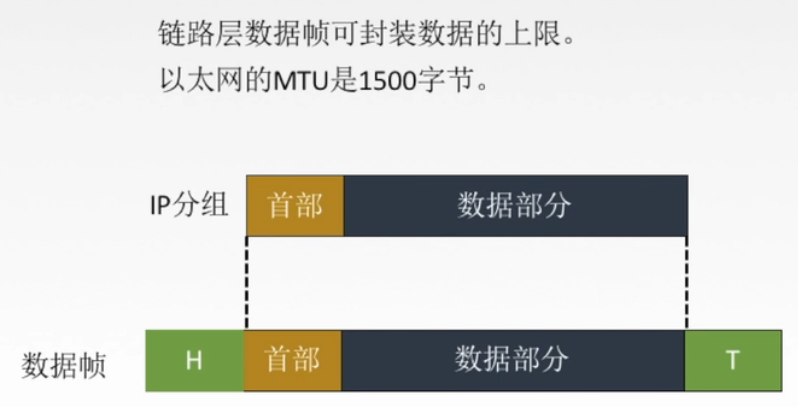 链路层数据帧可封装数据的上限。
以太网的MTU是1500字节。
IP分组 首部 数据部分
数据帧 H 首部 数据部分 T